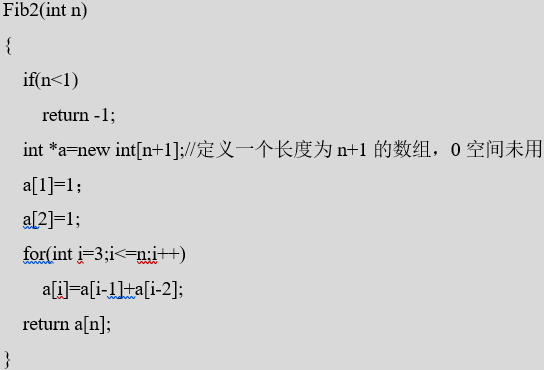 Fib2(int n)
{
if(n<1)
return -1;
int *a=new int[n+1];//定义一个长度为 n+1 的数组，0 空间未用
a[1]=1；
a[2]=1;
for(int i=3;i<=n;i++)
a[i]=a[i-1]+a[i-2];
return a[n];
}